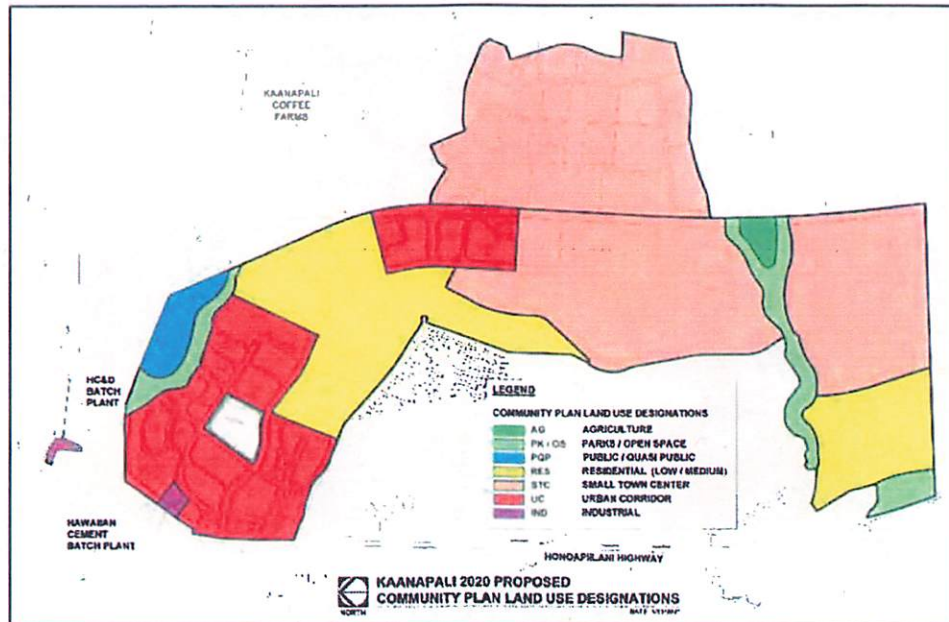 KAANAPALI
COFFEE
FARMS
HC&D
BATCH
PLANT
HAWAIIAN
CEMENT
BATCH PLANT
LEGEND
COMMUNITY PLAN LAND USE DESIGNATIONS
AG AGRICULTURE
PK / OS PARKS / OPEN SPACE
PQP PUBLIC / QUASI PUBLIC
RES RESIDENTIAL (LOW / MEDIUM)
STC SMALL TOWN CENTER
UC URBAN CORRIDOR
IND INDUSTRIAL
HONOAPIILANI HIGHWAY
NORTH
KAANAPALI 2020 PROPOSED
COMMUNITY PLAN LAND USE DESIGNATIONS
DATE